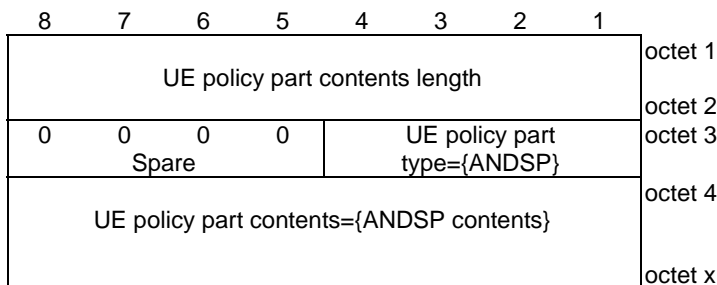 8 7 6 5 4 3 2 1
octet 1
UE policy part contents length
octet 2
0 0 0 0 UE policy part octet 3
Spare type={ANDSP}
octet 4
UE policy part contents={ANDSP contents}
octet x